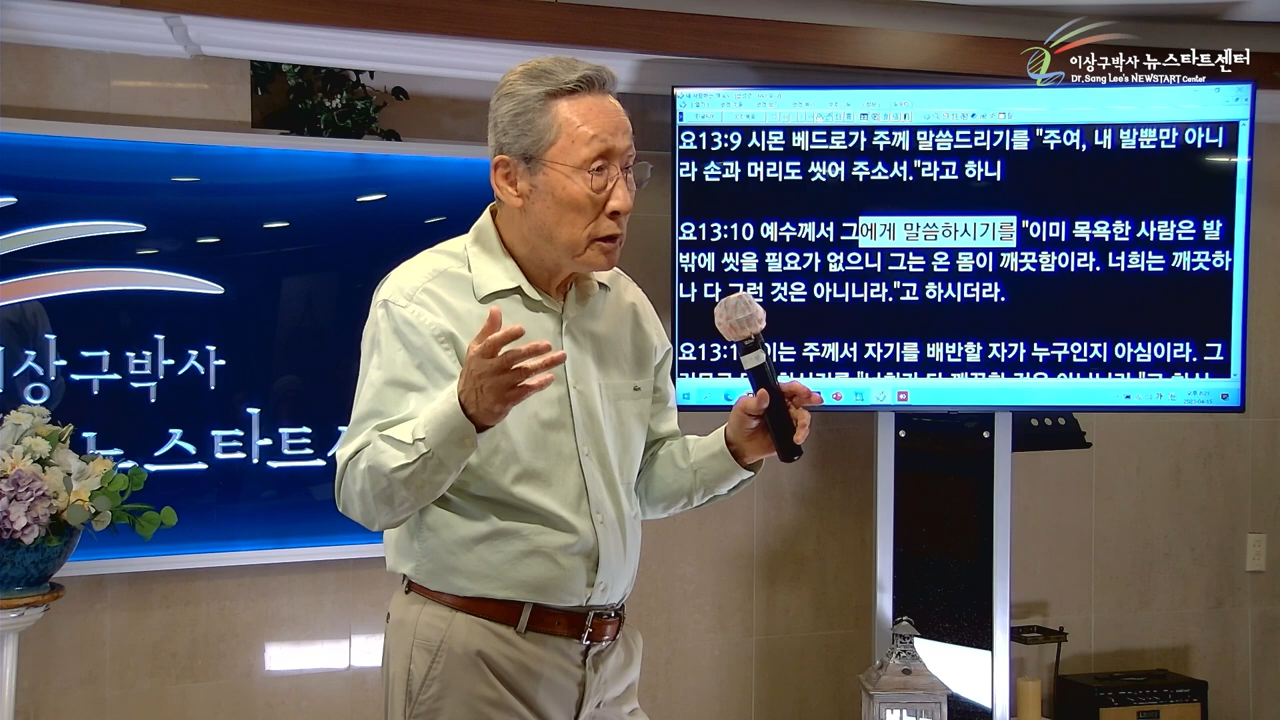 이상구박사 뉴스타트센터
Dr. Sang Lee's NEWSTART Center
요13:9 시몬 베드로가 주께 말씀드리기를 "주여, 내 발뿐만 아니
라 손과 머리도 씻어 주소서."라고 하니
요13:10 예수께서 그에게 말씀하시기를 "이미 목욕한 사람은 발
밖에 씻을 필요가 없으니 그는 온 몸이 깨끗함이라. 너희는 깨끗하
나 다 그런 것은 아니니라."고 하시더라.
요13:1 이는 주께서 자기를 배반할 자가 누구인지 아심이라. 그
상구박사
뉴스타트